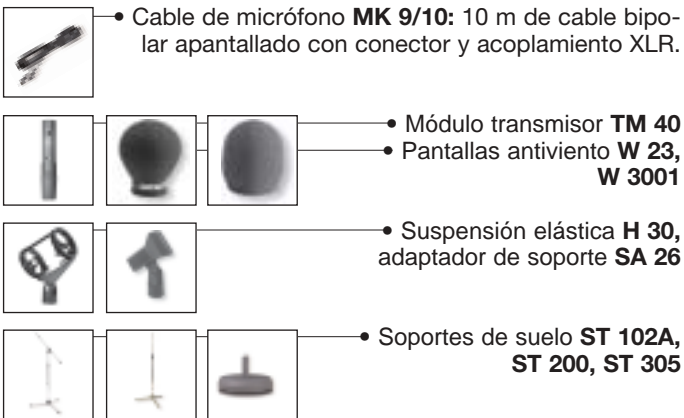 • Cable de micrófono MK 9/10: 10 m de cable bipo-
lar apantallado con conector y acoplamiento XLR.
• Módulo transmisor TM 40
• Pantallas antiviento W 23,
W 3001
• Suspensión elástica H 30,
adaptador de soporte SA 26
• Soportes de suelo ST 102A,
ST 200, ST 305